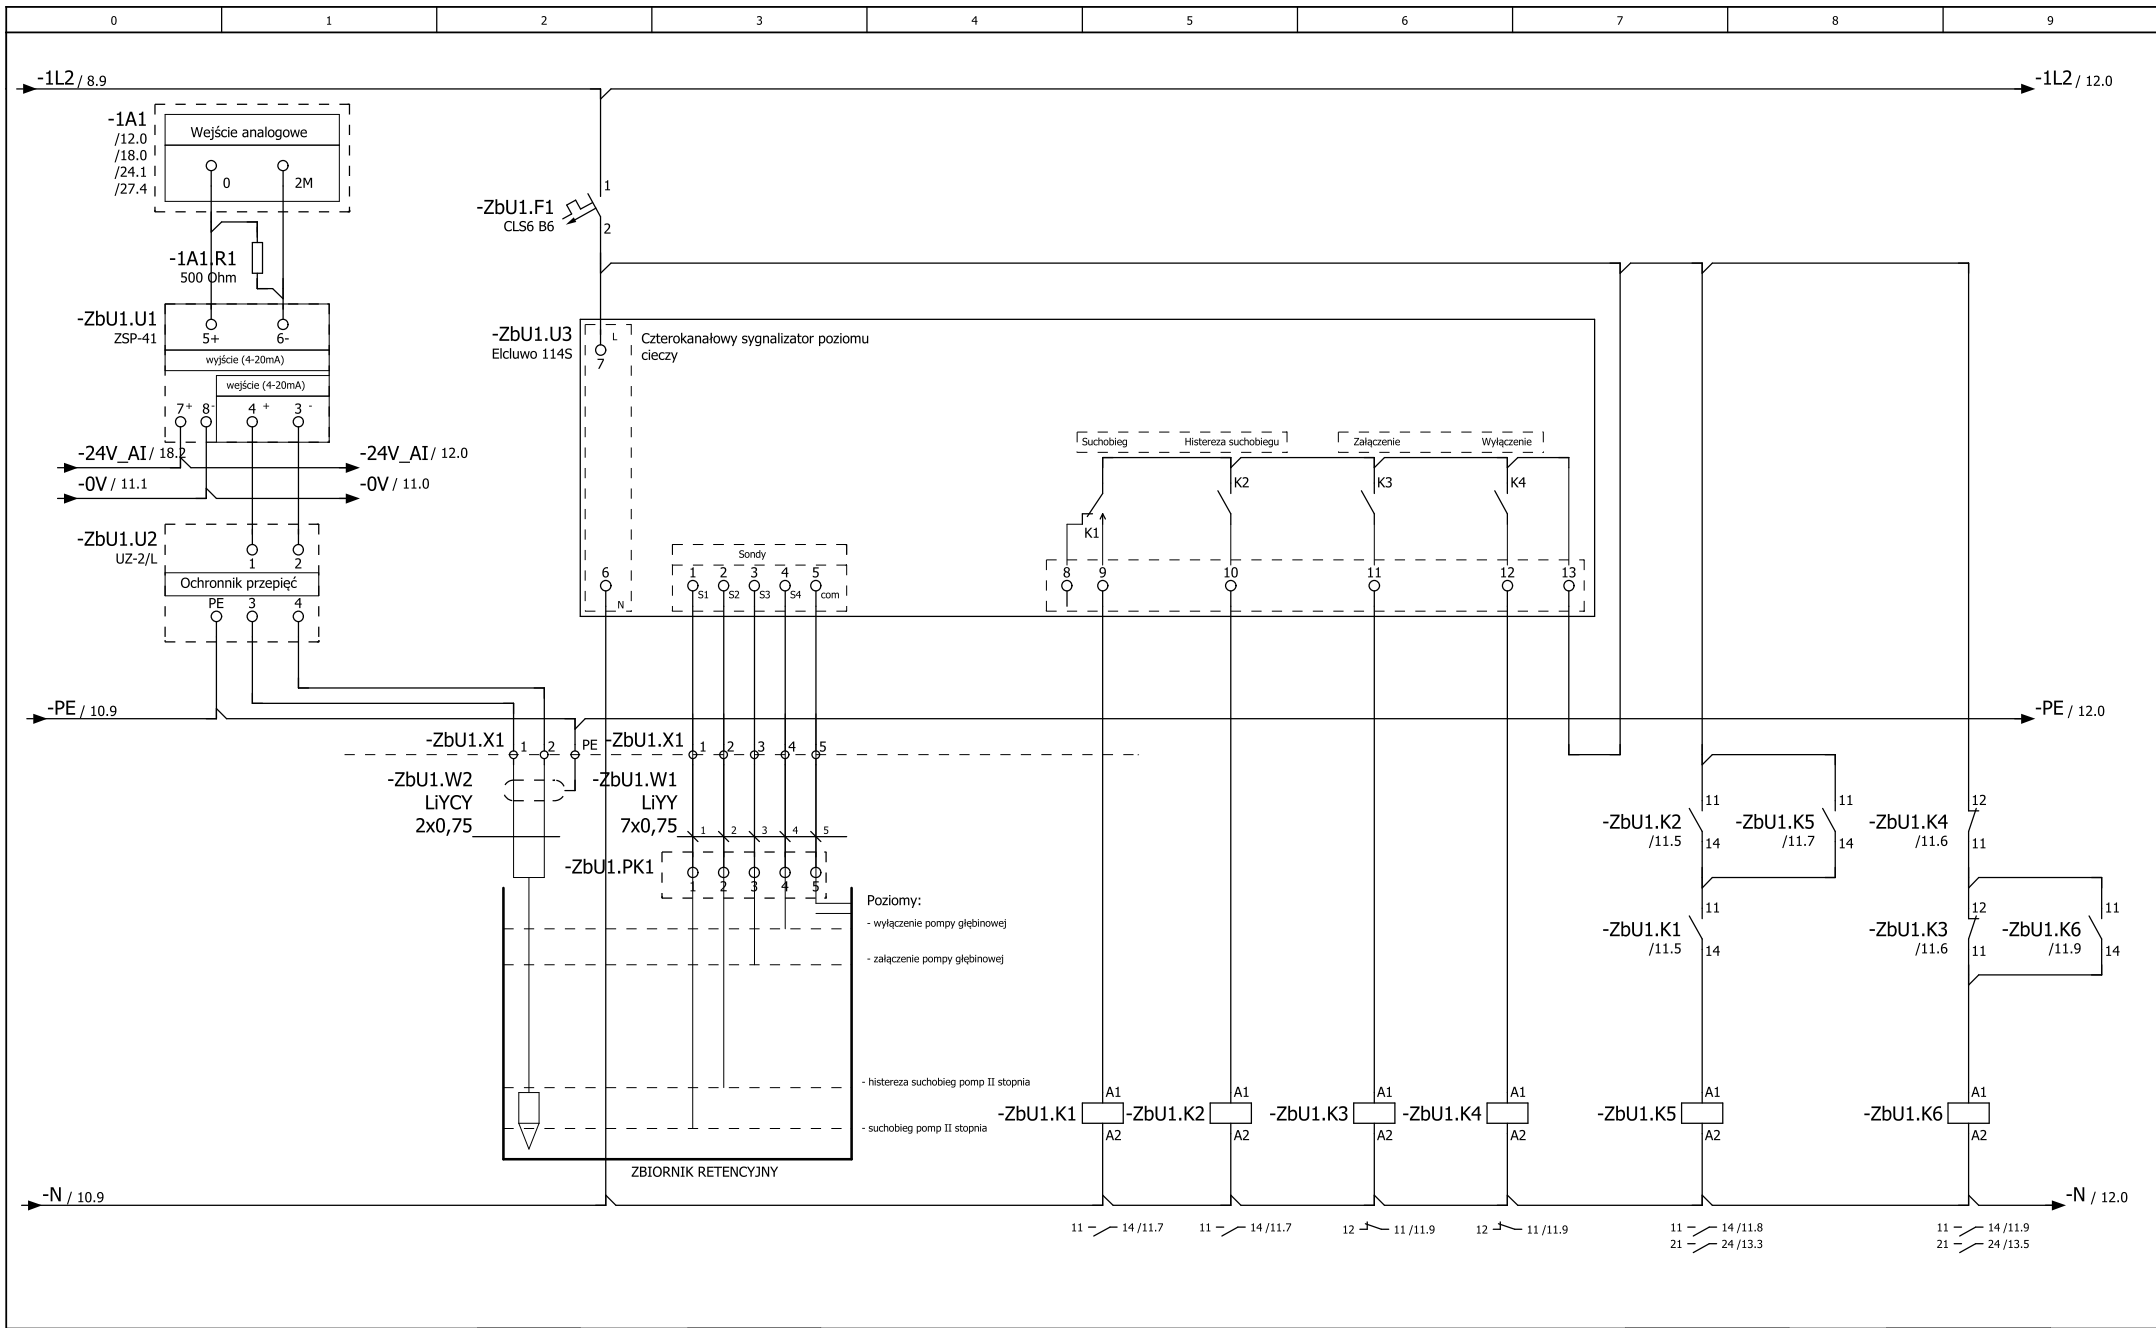 0 1 2 3 4 5 6 7 8 9
-1L2 / 8.9
-1L2 / 12.0
-1A1
/12.0
/18.0
/24.1
/27.4
Wejście analogowe
0 2M
-1A1.R1
500 Ohm
-ZbU1.U1
ZSP-41
5+ 6-
wyjście (4-20mA)
wejście (4-20mA)
7+ 8- 4 + 3 -
-24V_AI / 18.2
-24V_AI / 12.0
-0V / 11.1
-0V / 11.0
-ZbU1.U2
UZ-2/L
1 2
Ochronnik przepięć
PE 3 4
-ZbU1.F1
CLS6 B6
1
2
-ZbU1.U3
Elcluwo 114S
L
7
Czterokanałowy sygnalizator poziomu
cieczy
6
N
Sondy
1 2 3 4 5
S1 S2 S3 S4 com
Suchobieg Histereza suchobiegu
Załączenie Wyłączenie
K1 K2 K3 K4
8 9 10 11 12 13
-PE / 10.9
-PE / 12.0
-ZbU1.X1 1 2 PE
-ZbU1.X1 1 2 3 4 5
-ZbU1.W2
LiYCY
2x0,75
-ZbU1.W1
LiYY
7x0,75
1 2 3 4 5
-ZbU1.PK1
1 2 3 4 5
Poziomy:
- wyłączenie pompy głębinowej
- załączenie pompy głębinowej
- histereza suchobieg pomp II stopnia
- suchobieg pomp II stopnia
ZBIORNIK RETENCYJNY
-ZbU1.K2
/11.5
11
14
-ZbU1.K5
/11.7
11
14
-ZbU1.K4
/11.6
12
11
-ZbU1.K1
/11.5
11
14
-ZbU1.K3
/11.6
12
11
-ZbU1.K6
/11.9
11
14
-ZbU1.K1 A1 A2
-ZbU1.K2 A1 A2
-ZbU1.K3 A1 A2
-ZbU1.K4 A1 A2
-ZbU1.K5 A1 A2
-ZbU1.K6 A1 A2
-N / 10.9
-N / 12.0
11 14 /11.7
11 14 /11.7
12 11 /11.9
12 11 /11.9
11 14 /11.8
21 24 /13.3
11 14 /11.9
21 24 /13.5